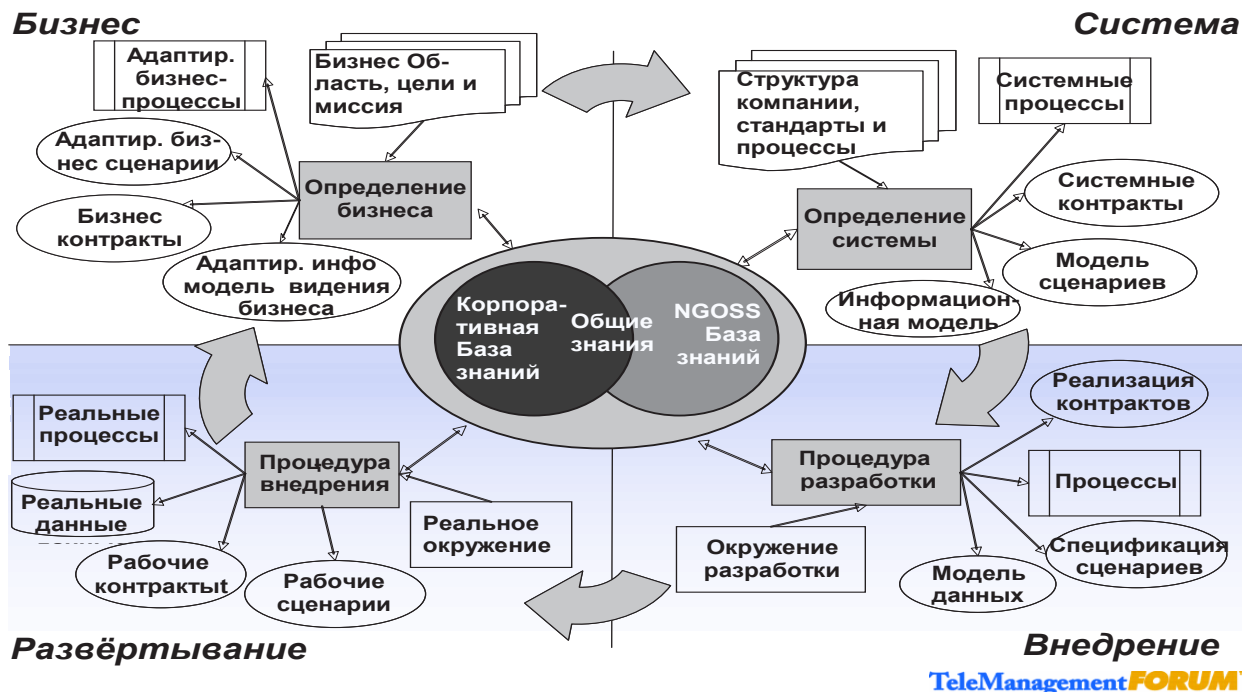 Бизнес
Система
Адаптир.
бизнес-
процессы
Бизнес Об-
ласть, цели и
миссия
Структура
компании,
стандарты и
процессы
Системные
процессы
Адаптир. биз-
нес сценарии
Определение
бизнеса
Бизнес
контракты
Системные
контракты
Определение
системы
Адаптир. инфо
модель видения
бизнеса
Модель
сценариев
Информацион-
ная модель
Корпора-
тивная
База
знаний
Общие
знания
NGOSS
База
знаний
Реализация
контрактов
Реальные
процессы
Процедура
внедрения
Процедура
разработки
Процессы
Реальные
данные
Реальное
окружение
Окружение
разработки
Спецификация
сценариев
Рабочие
контрактыt
Рабочие
сценарии
Модель
данных
Развёртывание
Внедрение
TeleManagement FORUM